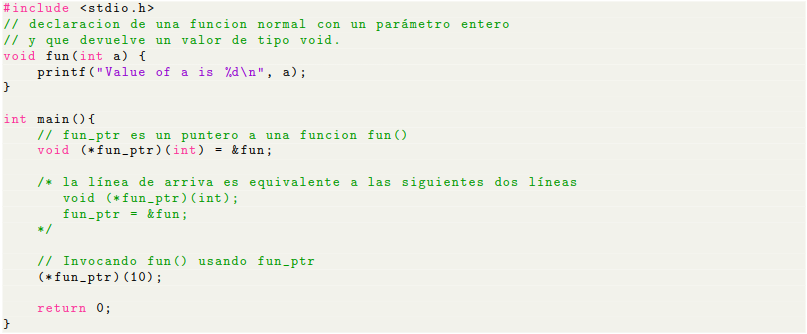 #include <stdio.h>
// declaracion de una funcion normal con un parámetro entero
// y que devuelve un valor de tipo void.
void fun(int a) {
    printf("Value of a is %d\n", a);
}

int main(){
    // fun_ptr es un puntero a una funcion fun()
    void (*fun_ptr)(int) = &fun;

    /* la línea de arriva es equivalente a las siguientes dos líneas
       void (*fun_ptr)(int);
       fun_ptr = &fun;
    */

    // Invocando fun() usando fun_ptr
    (*fun_ptr)(10);

    return 0;
}